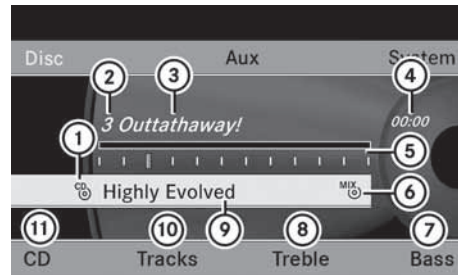 Disc Aux System
2 3 4
3 Outtathaway! 00:00
1 5
CD Highly Evolved MIX 6
11 10 9 8 7
CD Tracks Treble Bass